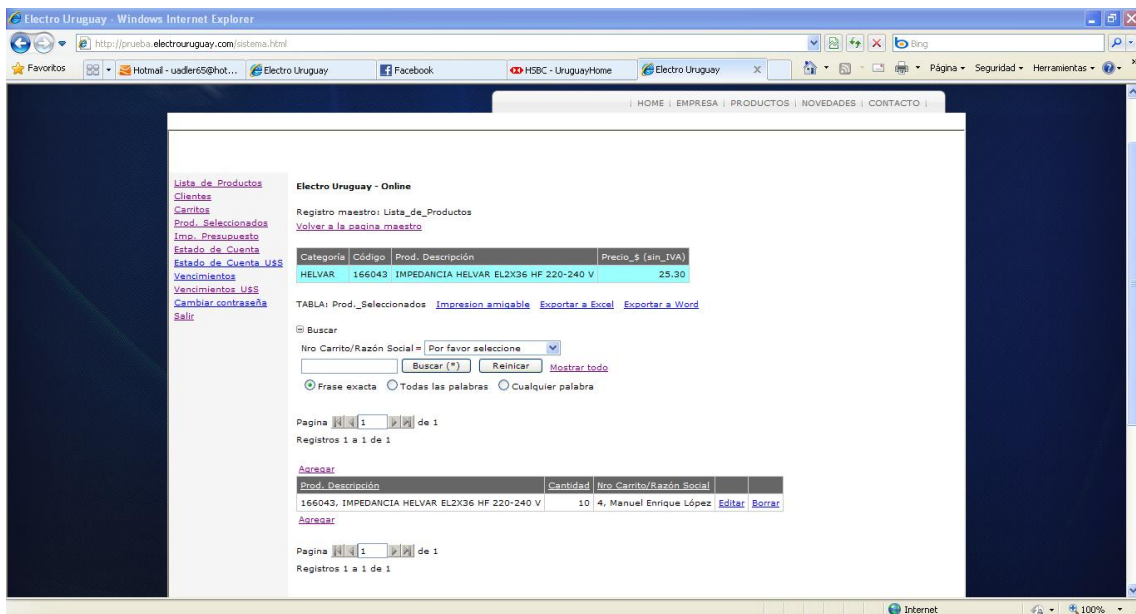 Electro Uruguay - Windows Internet Explorer
http://prueba.electrouruguay.com/sistema.html
Bing
Favoritos
Hotmail - uadler65@hot...
Electro Uruguay
Facebook
HSBC - UruguayHome
Electro Uruguay
Página
Seguridad
Herramientas
| HOME | EMPRESA | PRODUCTOS | NOVEDADES | CONTACTO |
Lista de Productos
Clientes
Carritos
Prod. Seleccionados
Imp. Presupuesto
Estado de Cuenta
Estado de Cuenta U$S
Vencimientos
Vencimientos U$S
Cambiar contraseña
Salir
Electro Uruguay - Online
Registro maestro: Lista_de_Productos
Volver a la pagina maestro
Categoría Código Prod. Descripción Precio_$ (sin_IVA)
HELVAR 166043 IMPEDANCIA HELVAR EL2X36 HF 220-240 V 25.30
TABLA: Prod._Seleccionados Impresion amigable Exportar a Excel Exportar a Word
Buscar
Nro Carrito/Razón Social = Por favor seleccione
Buscar (*) Reinicar Mostrar todo
Frase exacta Todas las palabras Cualquier palabra
Pagina 1 de 1
Registros 1 a 1 de 1
Agregar
Prod. Descripción Cantidad Nro Carrito/Razón Social
166043, IMPEDANCIA HELVAR EL2X36 HF 220-240 V 10 4, Manuel Enrique López Editar Borrar
Agregar
Pagina 1 de 1
Registros 1 a 1 de 1
Internet
100%